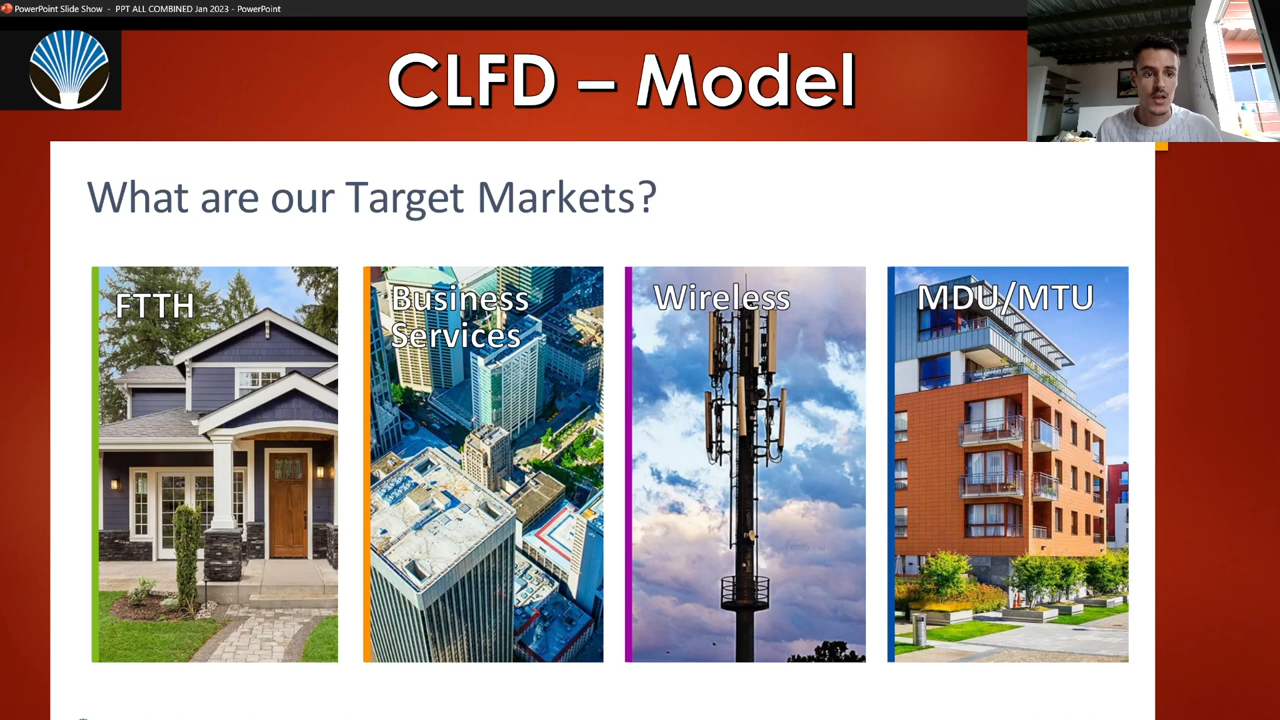 PowerPoint Slide Show - PPT ALL COMBINED Jan 2023 - PowerPoint
CLFD – Model
What are our Target Markets?
FTTH
Business
Services
Wireless
MDU/MTU